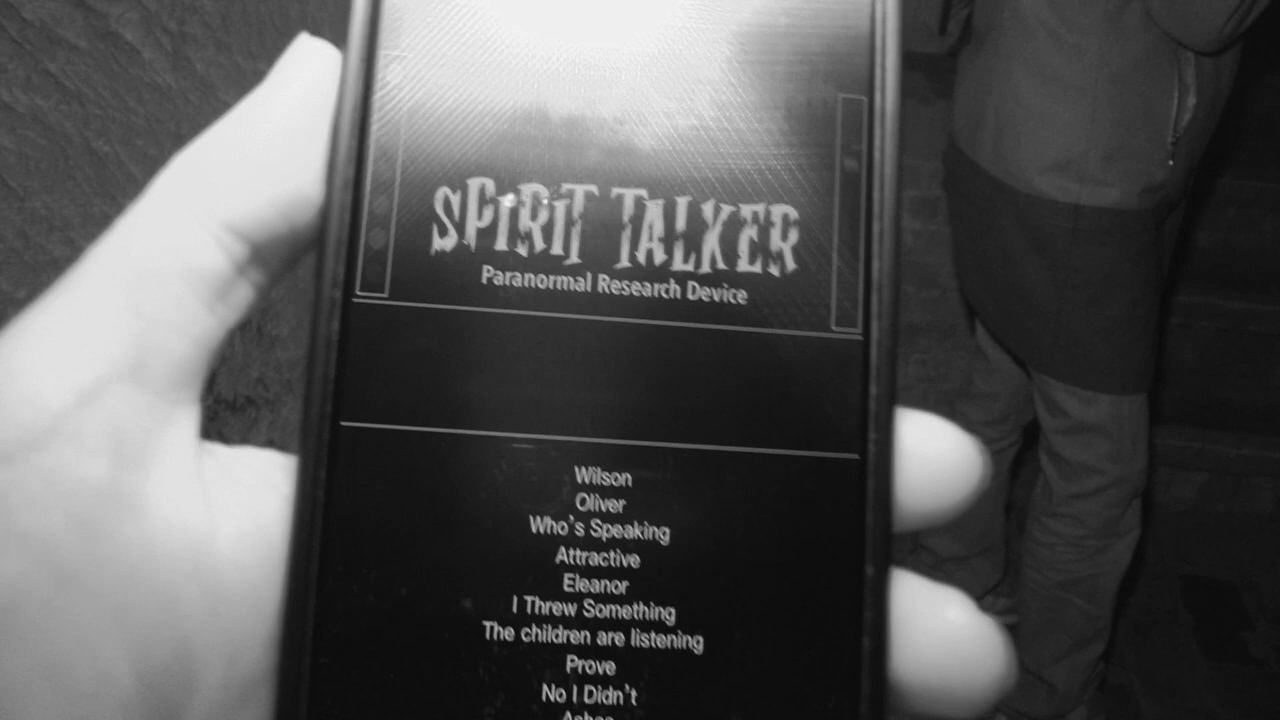 SPIRIT TALKER
Paranormal Research Device
Wilson
Oliver
Who's Speaking
Attractive
Eleanor
I Threw Something
The children are listening
Prove
No I Didn't